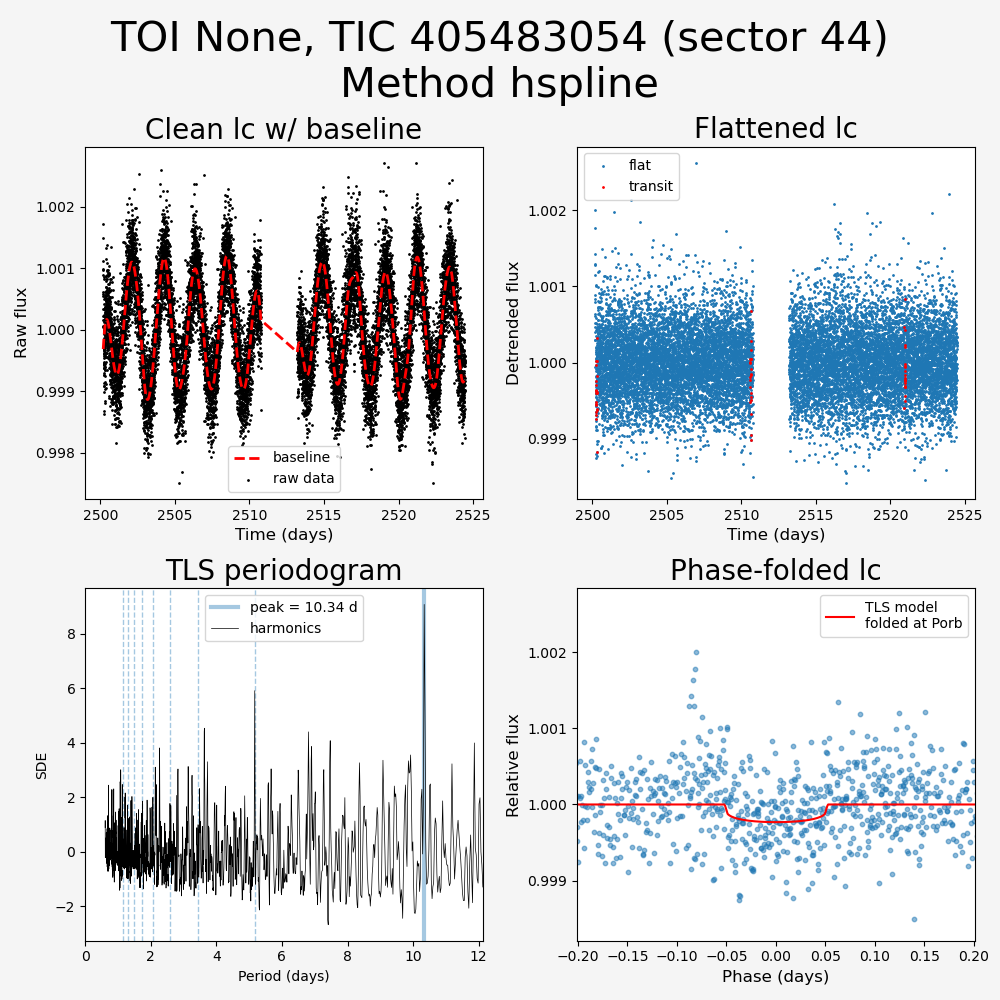 TOI None, TIC 405483054 (sector 44)
Method hspline
Clean lc w/ baseline
Raw flux
1.002
1.001
1.000
0.999
0.998
baseline
raw data
2500
2505
2510
2515
2520
2525
Time (days)
Flattened lc
Detrended flux
1.002
1.001
1.000
0.999
flat
transit
2500
2505
2510
2515
2520
2525
Time (days)
TLS periodogram
SDE
8
6
4
2
0
−2
peak = 10.34 d
harmonics
0
2
4
6
8
10
12
Period (days)
Phase-folded lc
Relative flux
1.002
1.001
1.000
0.999
TLS model
folded at Porb
−0.20
−0.15
−0.10
−0.05
0.00
0.05
0.10
0.15
0.20
Phase (days)